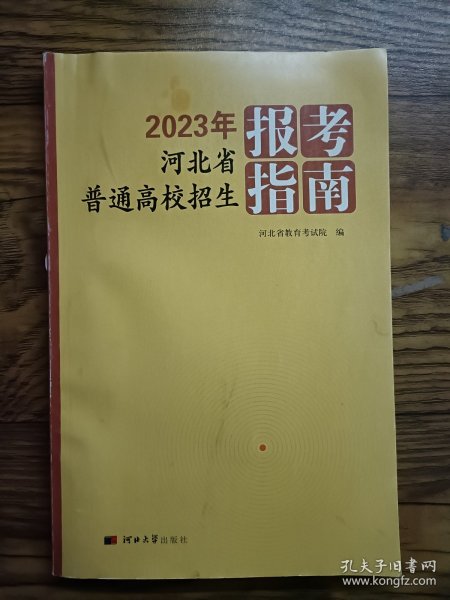 2023年
河北省
普通高校招生
报考
指南
河北省教育考试院 编
河北大学出版社
孔夫子旧书网
www.kongfz.com